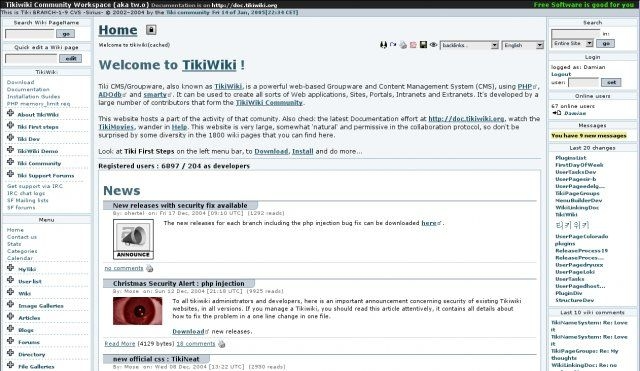 Tikiwiki Community Workspace (aka tw.o) Documentation is on http://doc.tikiwiki.org
Free Software is good for you
This is Tiki BRANCH-1-9 CVS -Sirius- © 2002-2004 by the Tiki community Fri 14 of Jan, 2005[22:34 CET]
Search Wiki PageName
go
Quick edit a Wiki page
edit
TikiWiki
Download
Documentation
Installation Guides
PHP memory_limit req
About TikiWiki
Tiki First steps
Tiki Dev
TikiWiki Demo
Tiki Community
Tiki Support Forums
Get support via IRC
IRC chat logs
SF Mailing lists
SF forums
Menu
Home
Contact us
Stats
Categories
Calendar
MyTiki
User list
Wiki
Image Galleries
Articles
Blogs
Forums
Directory
File Galleries
Home
Welcome to tikiwiki(cached)
backlinks ..
English
Welcome to TikiWiki !
Tiki CMS/Groupware, also known as TikiWiki, is a powerful web-based Groupware and Content Management System (CMS), using PHP,
ADOdb and smarty. It can be used to create all sorts of Web applications, Sites, Portals, Intranets and Extranets. It's developed by a
large number of contributors that form the TikiWiki Community.
This website hosts a part of the activity of that comunity. Also check: the latest Documentation effort at http://doc.tikiwiki.org, watch the
TikiMovies, wander in Help. This website is very large, somewhat 'natural' and permissive in the collaboration protocol, so don't be
surprised by some diversity in the 1800 wiki pages that you can find here.
Look at Tiki First Steps on the left menu bar, to Download, Install and do more...
Registered users : 6897 / 204 as developers
News
New releases with security fix available
By: ohertel on: Fri 17 Dec, 2004 [09:10 UTC] (1292 reads)
ANNOUNCE
The new releases for each branch including the php injection bug fix can be downloaded here.
no comments
Christmas Security Alert : php injection
By: Mose on: Sun 12 Dec, 2004 [21:18 UTC] (9925 reads)
To all tikiwiki administrators and developers, here is an important announcement concerning security of existing Tikiwiki
websites, in all versions. If you manage a Tikiwiki, you should read this article attentively, it contains all details about
how to fix the problem in a one line change in one file.
Download new releases.
Read More (4129 bytes) 18 comments
new official css : TikiNeat
By: Mose on: Wed 08 Dec, 2004 [13:22 UTC] (2950 reads)
Search
in:
Entire Site
go
Login
logged as: Damian
Logout
user:
set
Online users
67 online users
Damian
Messages
You have 9 new messages
Last 20 changes
PluginsList
FirstDayOfWeek
UserTasksDev
UserPagesir-b
UserPageedelg...
TikiPageGroups
MenuBuilderDev
WikiLinkingDoc
TikiWiki
UserPageColorado
plugins
ReleaseProcess19
ReleaseProcess...
UserPagedryuxx
UserPageLoki
UserTasks
UserPagedhost...
PluginDiv
StructureDev
Last 10 wiki comments
TikiNameSystem: Re: Love
it
TikiPageGroups: Re: My
thoughts
TikiNameSystem: Re: Love
it
WikiLinkingDoc: Re: no